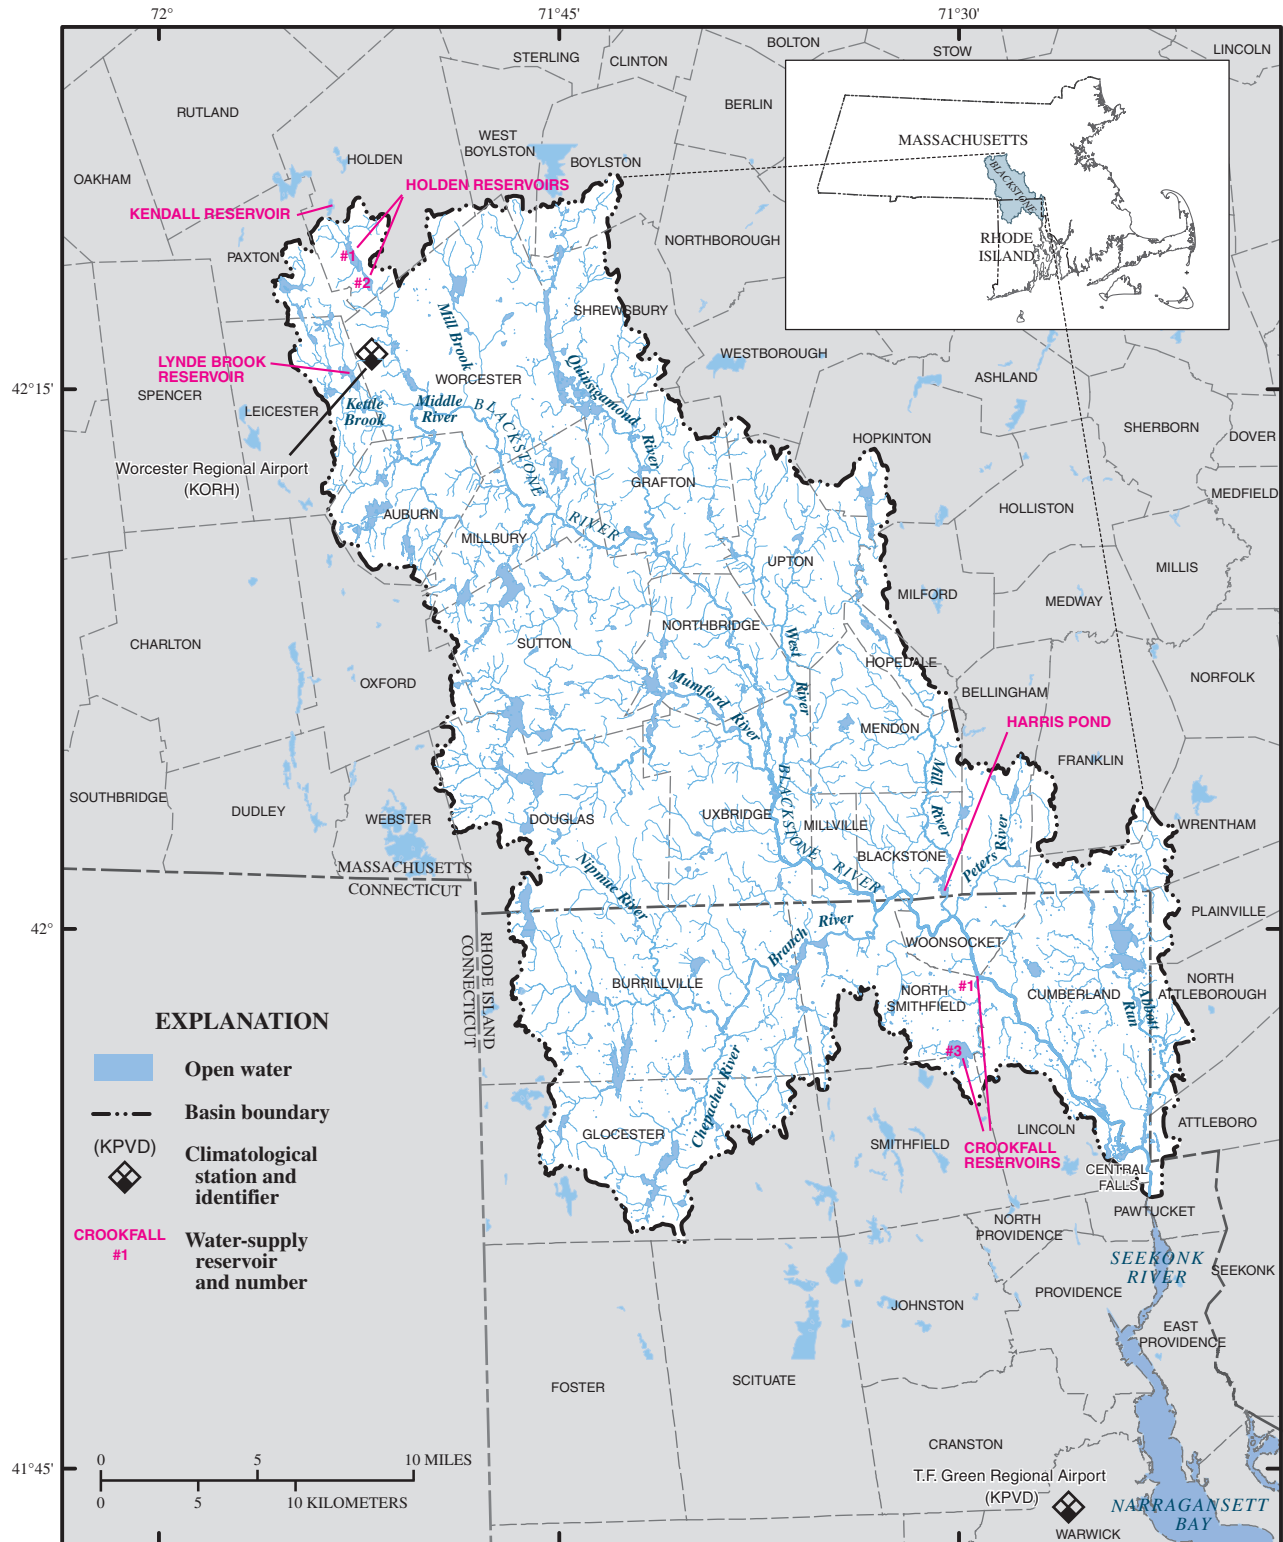 72°
71°45'
71°30'
BOLTON
STOW
LINCOLN
STERLING
CLINTON
RUTLAND
BERLIN
WEST
BOYLSTON
MASSACHUSETTS
HOLDEN
BOYLSTON
OAKHAM
HOLDEN RESERVOIRS
BLACKSTONE
KENDALL RESERVOIR
RHODE
ISLAND
NORTHBOROUGH
PAXTON
#1
#2
Mill Brook
SHREWSBURY
WESTBOROUGH
LYNDE BROOK
RESERVOIR
ASHLAND
42°15'
SPENCER
WORCESTER
Quinsigamond River
LEICESTER
Kettle
Brook
Middle
River
BLACKSTONE
RIVER
SHERBORN
DOVER
HOPKINTON
Worcester Regional Airport
(KORH)
GRAFTON
MEDFIELD
AUBURN
HOLLISTON
MILLBURY
UPTON
MILLIS
MILFORD
MEDWAY
NORTHBRIDGE
CHARLTON
SUTTON
West River
HOPEDALE
OXFORD
Mumford River
NORFOLK
BELLINGHAM
HARRIS POND
MENDON
FRANKLIN
Mill River
SOUTHBRIDGE
DUDLEY
WEBSTER
DOUGLAS
UXBRIDGE
BLACKSTONE RIVER
MILLVILLE
WRENTHAM
BLACKSTONE
Peters River
MASSACHUSETTS
CONNECTICUT
Nipmuc River
PLAINVILLE
42°
Branch River
WOONSOCKET
RHODE ISLAND
CONNECTICUT
BURRILLVILLE
#1
NORTH
SMITHFIELD
CUMBERLAND
Abbott
Run
NORTH
ATTLEBOROUGH
EXPLANATION
#3
Open water
Chepachet River
Basin boundary
GLOCESTER
SMITHFIELD
LINCOLN
ATTLEBORO
(KPVD)
Climatological
station and
identifier
CROOKFALL
RESERVOIRS
CENTRAL
FALLS
PAWTUCKET
CROOKFALL
#1
Water-supply
reservoir
and number
NORTH
PROVIDENCE
SEEKONK
RIVER
SEEKONK
PROVIDENCE
JOHNSTON
EAST
PROVIDENCE
FOSTER
SCITUATE
CRANSTON
0 5 10 MILES
41°45'
0 5 10 KILOMETERS
T.F. Green Regional Airport
(KPVD)
NARRAGANSETT
BAY
WARWICK